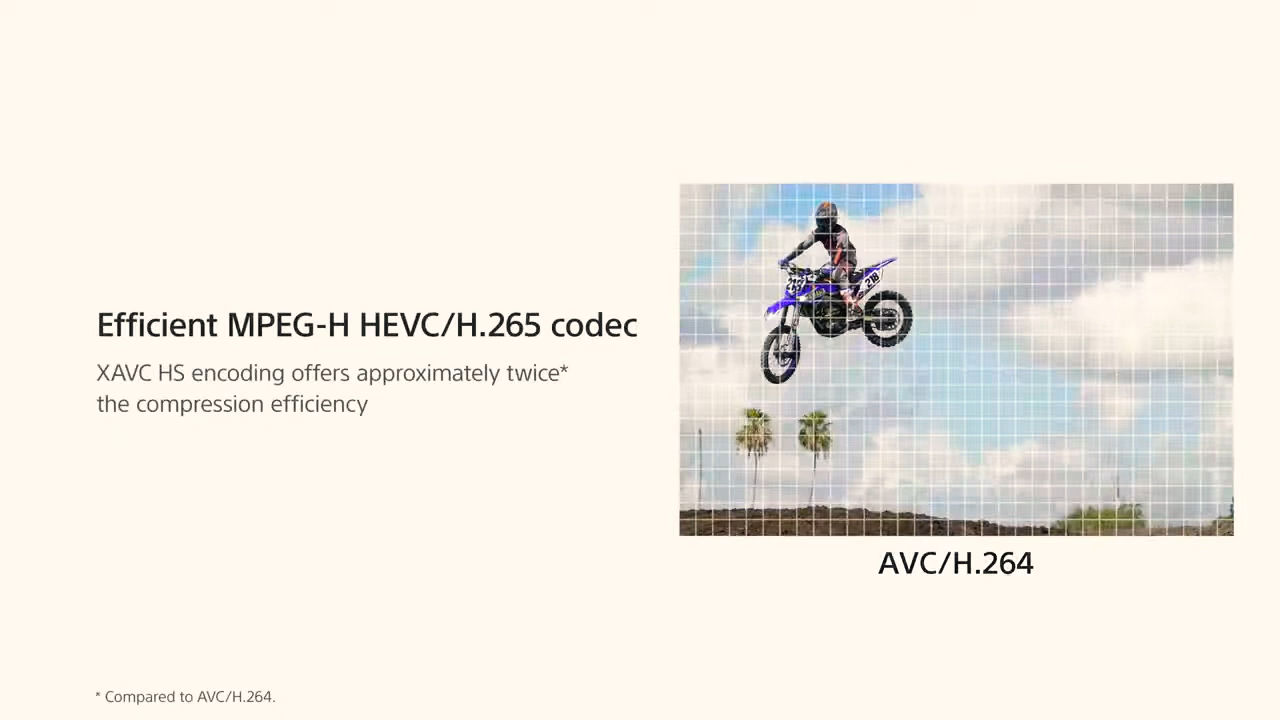 Efficient MPEG-H HEVC/H.265 codec
XAVC HS encoding offers approximately twice*
the compression efficiency
218
AVC/H.264
* Compared to AVC/H.264.